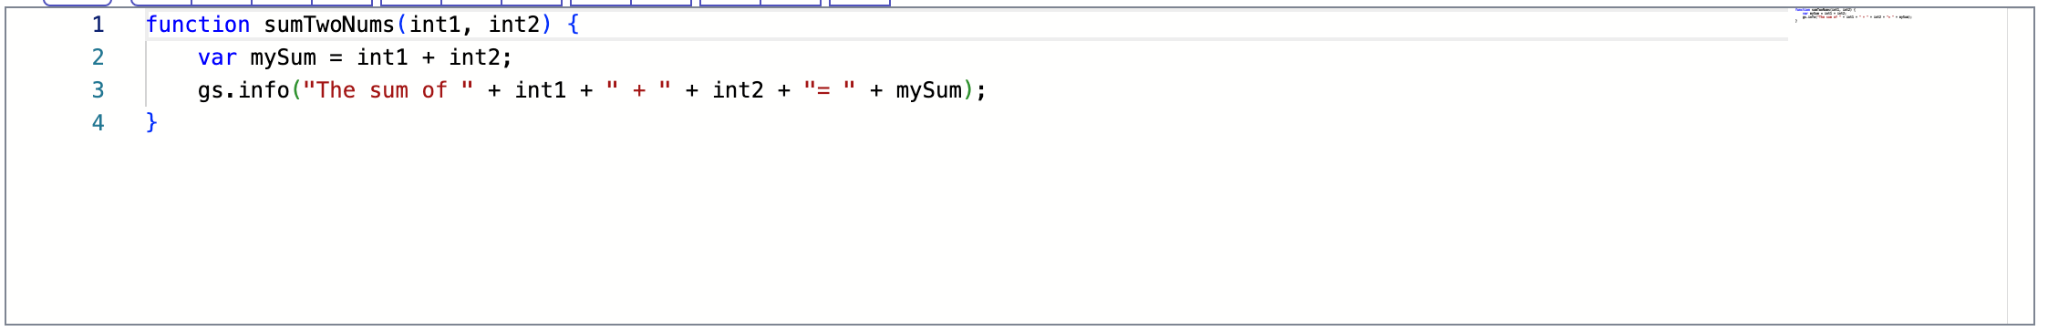 1 function sumTwoNums(int1, int2) {
2 var mySum = int1 + int2;
3 gs.info("The sum of " + int1 + " + " + int2 + "= " + mySum);
4 }